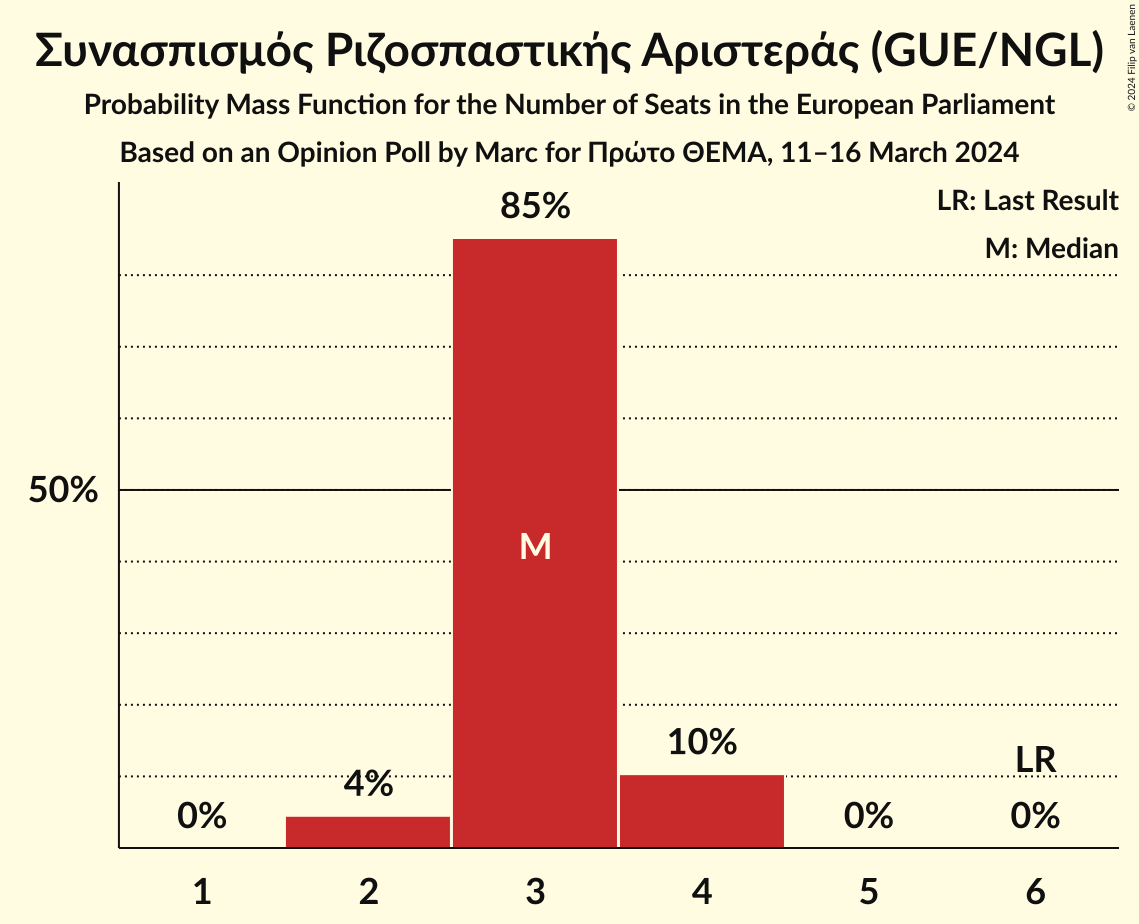 Συνασπισμός Ριζοσπαστικής Αριστεράς (GUE/NGL)
Probability Mass Function for the Number of Seats in the European Parliament
Based on an Opinion Poll by Marc for Πρώτο ΘΕΜΑ, 11–16 March 2024
© 2024 Filip van Laenen
LR: Last Result
M: Median
85%
50%
M
10%
LR
4%
0%
0%
0%
1 2 3 4 5 6